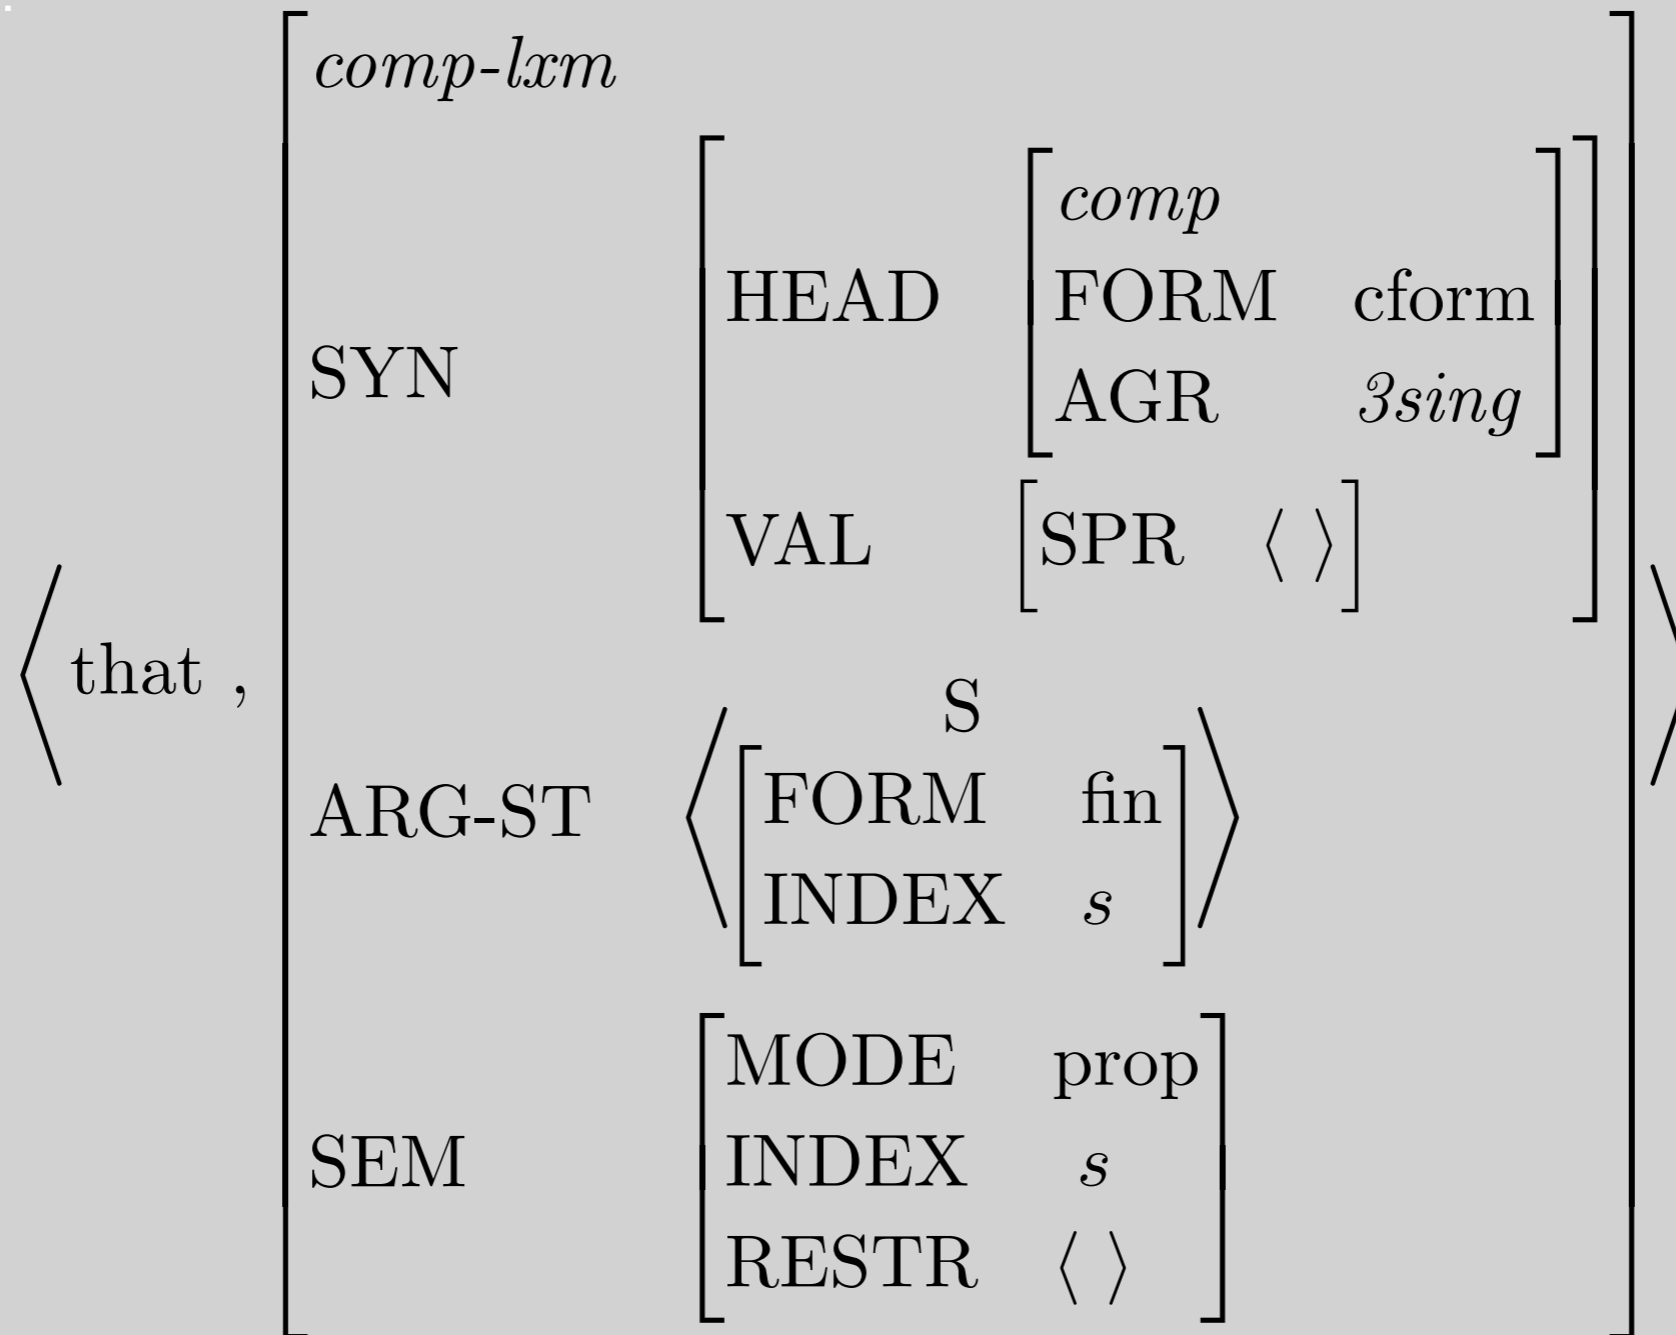 comp-lxm
comp
HEAD FORM cform
SYN AGR 3sing
VAL [SPR ⟨ ⟩]
⟨that ,
S
ARG-ST ⟨[FORM fin
INDEX s]⟩
MODE prop
SEM INDEX s
RESTR ⟨ ⟩